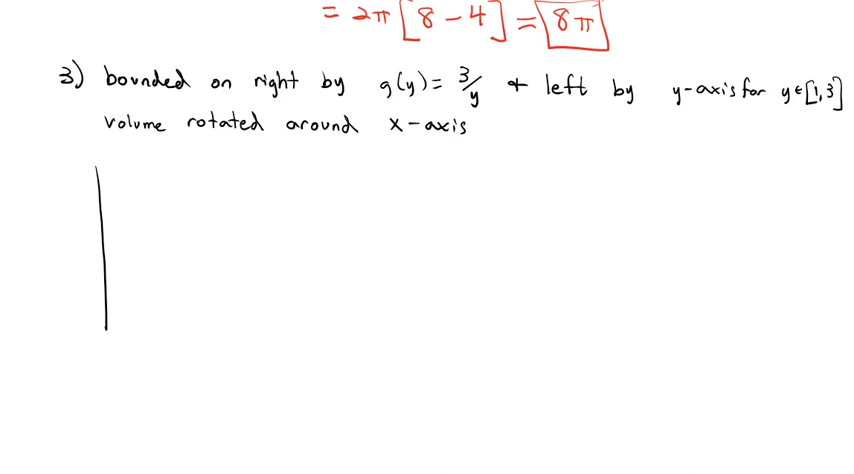 = 2π [8 - 4] = 8π
3) bounded on right by g(y) = 3/y + left by y-axis for y ∈ [1,3]
volume rotated around x-axis